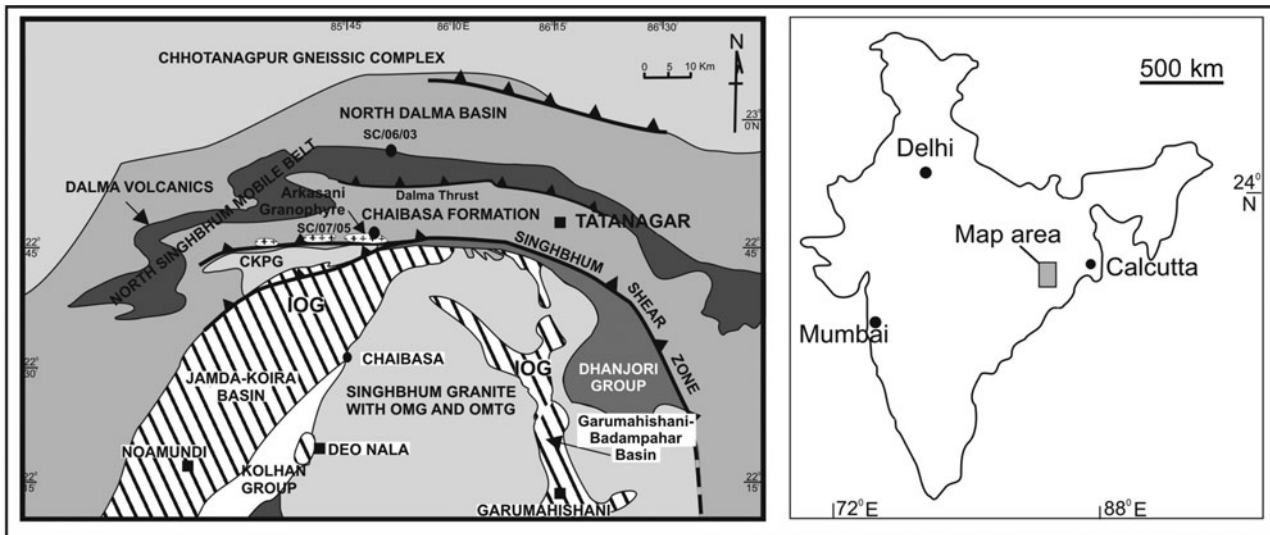 85° 45'
86° 0'E
86° 15'
86° 30'
CHHOTANAGPUR GNEISSIC COMPLEX
N
0 5 10 Km
NORTH DALMA BASIN
23° 0'N
SC/06/03
DALMA VOLCANICS
NORTH SINGHBHUM MOBILE BELT
Arkasani
Granophyre
Dalma Thrust
CHAIBASA FORMATION
SC/07/05
TATANAGAR
22° 45
22° 45
CKPG
SINGHBHUM SHEAR ZONE
IOG
CHAIBASA
IOG
22° 30
22° 30
JAMDA-KOIRA
BASIN
DHANJORI
GROUP
SINGHBHUM GRANITE
WITH OMG AND OMTG
Garumahishani-
Badampahar
Basin
NOAMUNDI
DEO NALA
KOLHAN
GROUP
22° 15
22° 15
GARUMAHISHANI
500 km
Delhi
24°
N
Map area
Calcutta
Mumbai
72°E
88°E